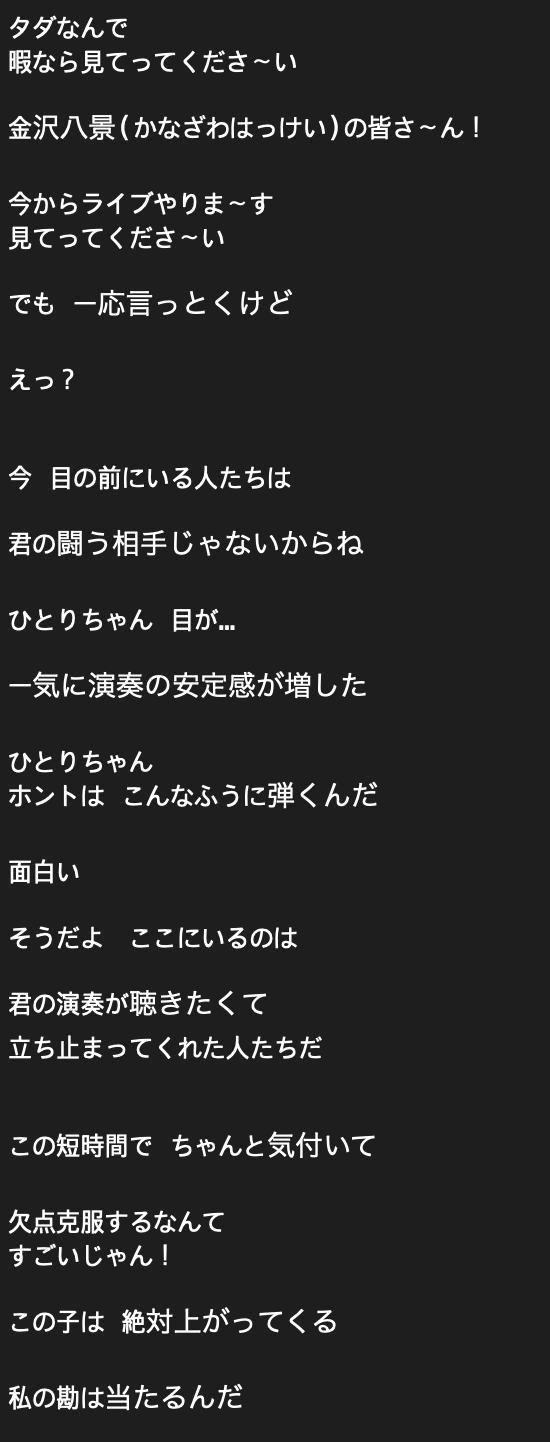 タダなんで
暇なら見てってくださ～い
金沢八景(かなざわはっけい)の皆さ～ん！
今からライブやりま～す
見てってくださ～い
でも 一応言っとくけど
えっ？
今 目の前にいる人たちは
君の闘う相手じゃないからね
ひとりちゃん 目が…
一気に演奏の安定感が増した
ひとりちゃん
ホントは こんなふうに弾くんだ
面白い
そうだよ　ここにいるのは
君の演奏が聴きたくて
立ち止まってくれた人たちだ
この短時間で ちゃんと気付いて
欠点克服するなんて
すごいじゃん！
この子は 絶対上がってくる
私の勘は当たるんだ